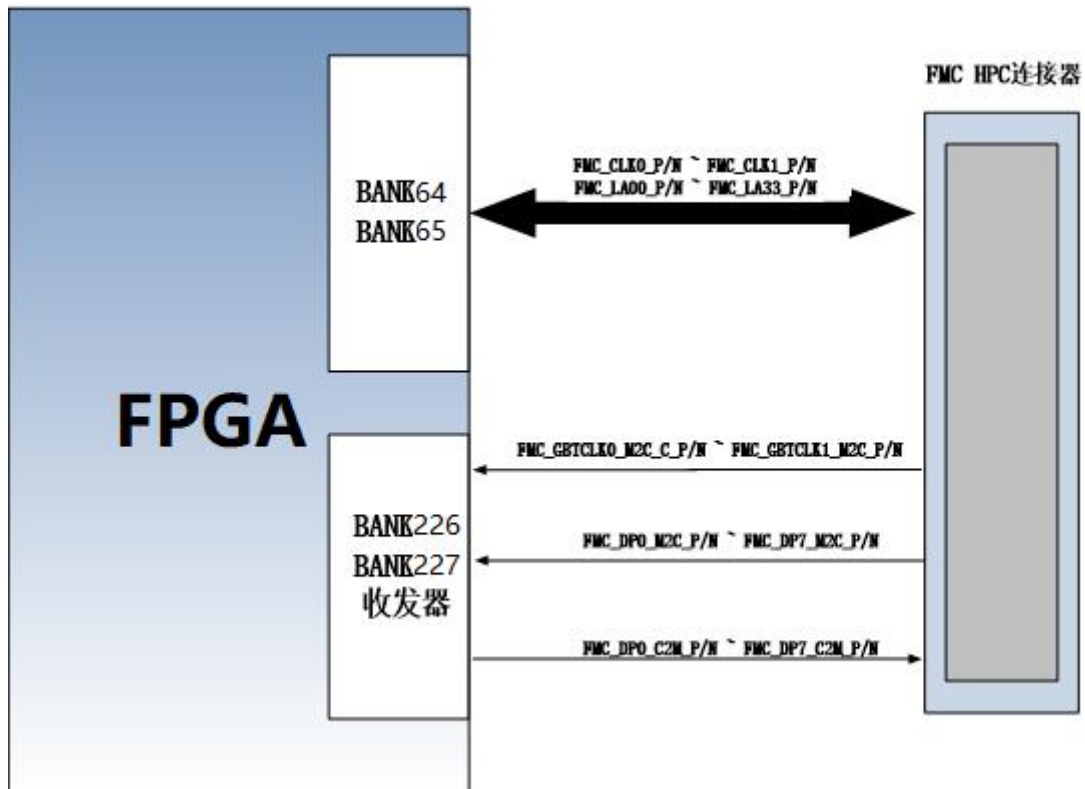 FMC HPC连接器
FMC_CLK0_P/N ~ FMC_CLK1_P/N
FMC_LA00_P/N ~ FMC_LA33_P/N
BANK64
BANK65
FPGA
FMC_GBTCLK0_M2C_C_P/N ~ FMC_GBTCLK1_M2C_P/N
BANK226
BANK227
收发器
FMC_DP0_M2C_P/N ~ FMC_DP7_M2C_P/N
FMC_DP0_C2M_P/N ~ FMC_DP7_C2M_P/N